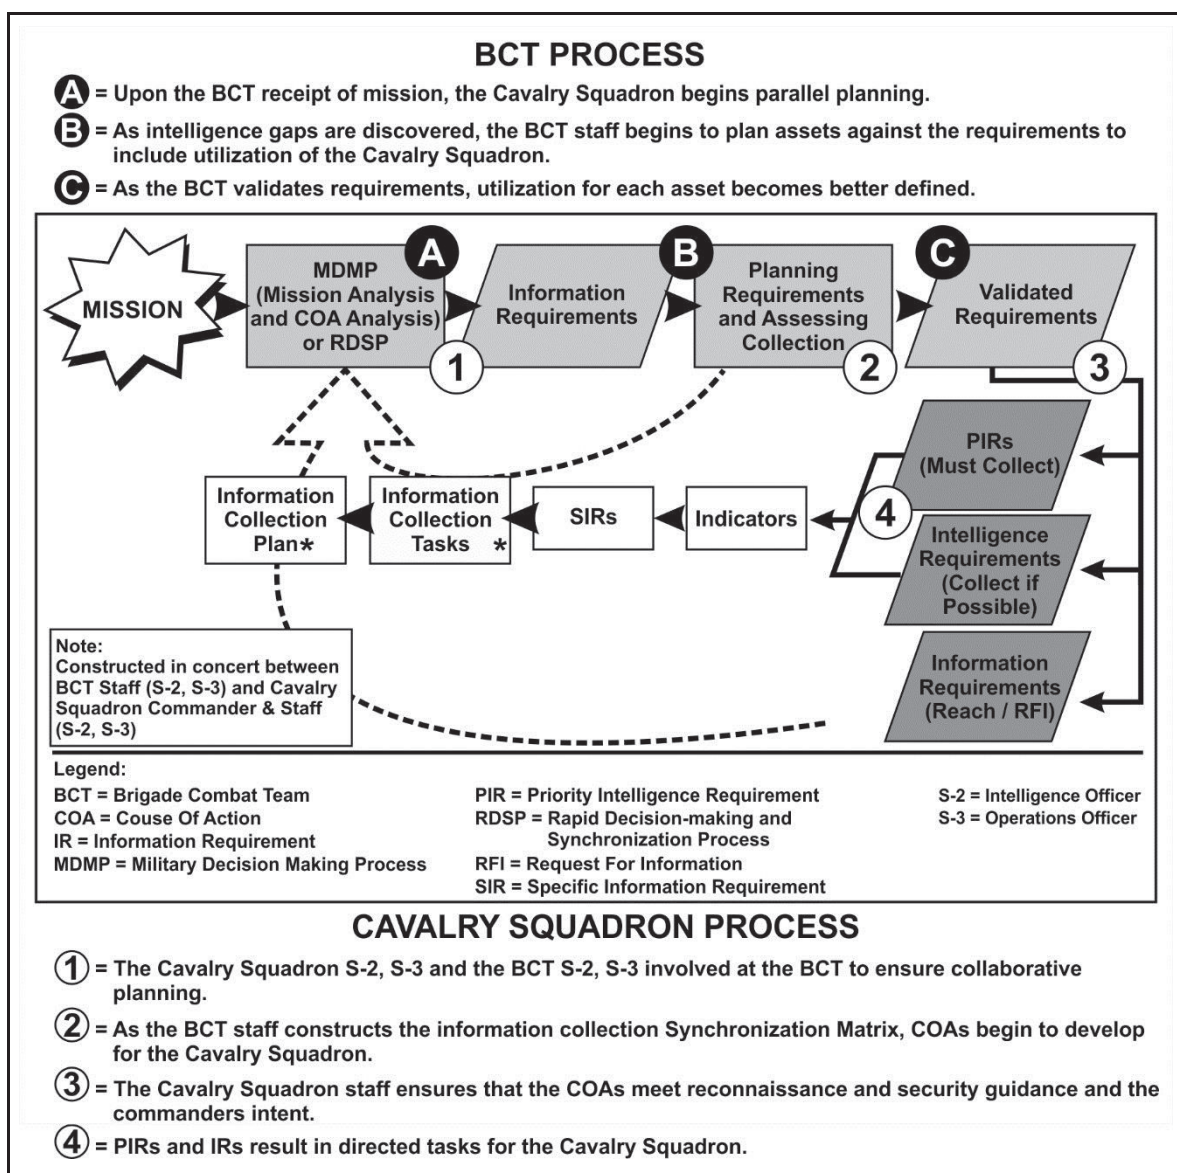 BCT PROCESS
A = Upon the BCT receipt of mission, the Cavalry Squadron begins parallel planning.
B = As intelligence gaps are discovered, the BCT staff begins to plan assets against the requirements to
include utilization of the Cavalry Squadron.
C = As the BCT validates requirements, utilization for each asset becomes better defined.
MISSION
MDMP
(Mission Analysis
and COA Analysis)
or RDSP
A
1
Information
Requirements
B
Planning
Requirements
and Assessing
Collection
2
C
Validated
Requirements
3
PIRs
(Must Collect)
4
Intelligence
Requirements
(Collect if
Possible)
Information
Requirements
(Reach / RFI)
Indicators
SIRs
Information
Collection
Tasks *
Information
Collection
Plan*
Note:
Constructed in concert between
BCT Staff (S-2, S-3) and Cavalry
Squadron Commander & Staff
(S-2, S-3)
Legend:
BCT = Brigade Combat Team
COA = Couse Of Action
IR = Information Requirement
MDMP = Military Decision Making Process
PIR = Priority Intelligence Requirement
RDSP = Rapid Decision-making and
Synchronization Process
RFI = Request For Information
SIR = Specific Information Requirement
S-2 = Intelligence Officer
S-3 = Operations Officer
CAVALRY SQUADRON PROCESS
1 = The Cavalry Squadron S-2, S-3 and the BCT S-2, S-3 involved at the BCT to ensure collaborative
planning.
2 = As the BCT staff constructs the information collection Synchronization Matrix, COAs begin to develop
for the Cavalry Squadron.
3 = The Cavalry Squadron staff ensures that the COAs meet reconnaissance and security guidance and the
commanders intent.
4 = PIRs and IRs result in directed tasks for the Cavalry Squadron.